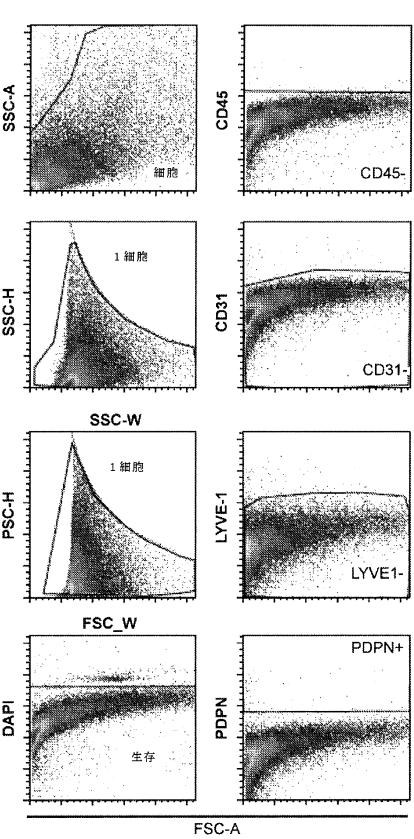 SSC-A
細胞
CD45
CD45-
SSC-H
1 細胞
SSC-W
CD31
CD31-
PSC-H
1 細胞
FSC_W
LYVE-1
LYVE1-
DAPI
生存
PDPN
PDPN+
FSC-A